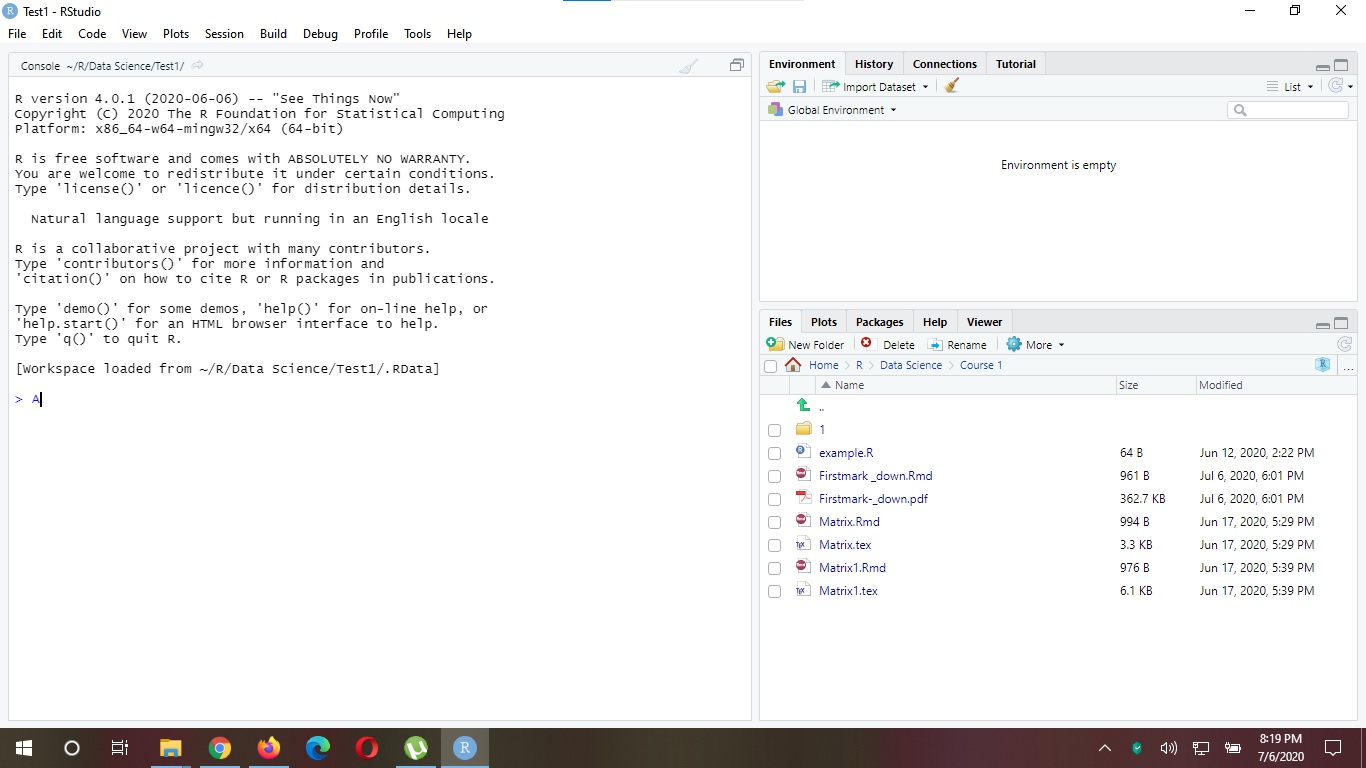 Test1 - RStudio
File Edit Code View Plots Session Build Debug Profile Tools Help
Console ~/R/Data Science/Test1/
R version 4.0.1 (2020-06-06) -- "See Things Now"
Copyright (C) 2020 The R Foundation for Statistical Computing
Platform: x86_64-w64-mingw32/x64 (64-bit)
R is free software and comes with ABSOLUTELY NO WARRANTY.
You are welcome to redistribute it under certain conditions.
Type 'license()' or 'licence()' for distribution details.
Natural language support but running in an English locale
R is a collaborative project with many contributors.
Type 'contributors()' for more information and
'citation()' on how to cite R or R packages in publications.
Type 'demo()' for some demos, 'help()' for on-line help, or
'help.start()' for an HTML browser interface to help.
Type 'q()' to quit R.
[Workspace loaded from ~/R/Data Science/Test1/.RData]
> A
Environment History Connections Tutorial
Import Dataset List
Global Environment
Environment is empty
Files Plots Packages Help Viewer
New Folder Delete Rename More
Home R Data Science Course 1 R ...
Name Size Modified
..
1
example.R 64 B Jun 12, 2020, 2:22 PM
Firstmark _down.Rmd 961 B Jul 6, 2020, 6:01 PM
Firstmark-_down.pdf 362.7 KB Jul 6, 2020, 6:01 PM
Matrix.Rmd 994 B Jun 17, 2020, 5:29 PM
Matrix.tex 3.3 KB Jun 17, 2020, 5:29 PM
Matrix1.Rmd 976 B Jun 17, 2020, 5:39 PM
Matrix1.tex 6.1 KB Jun 17, 2020, 5:39 PM
R
8:19 PM
7/6/2020